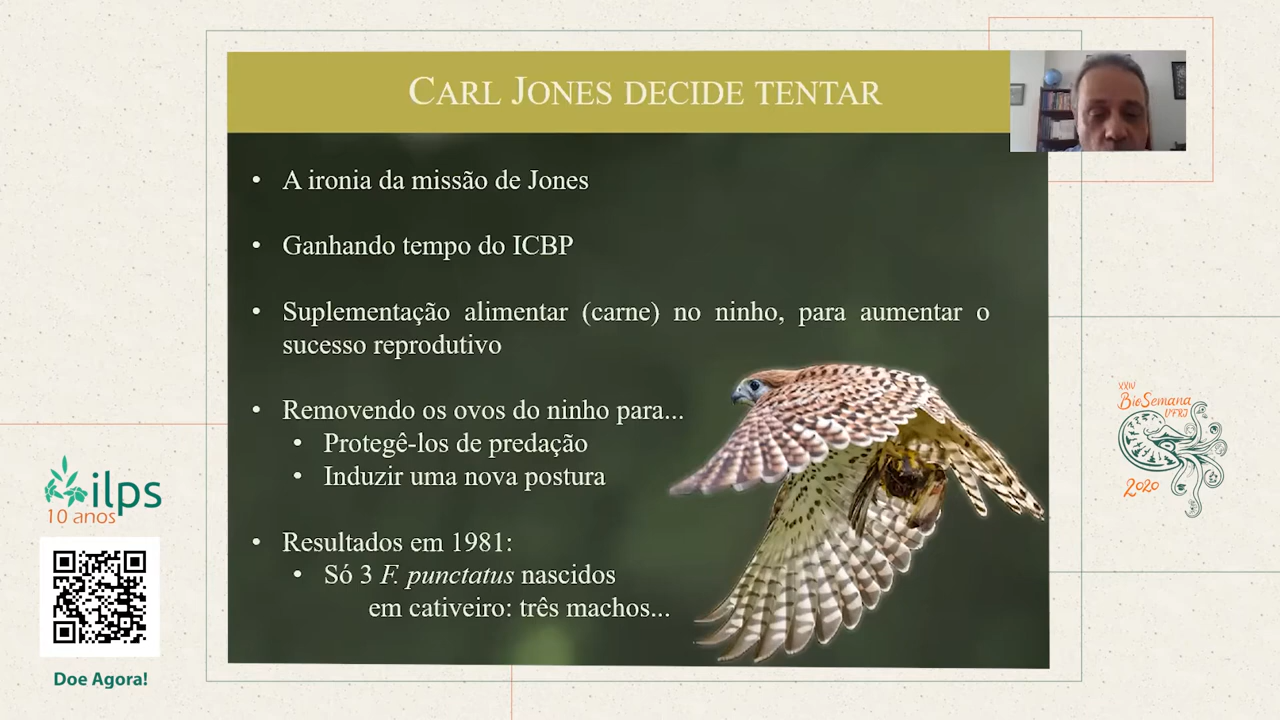 CARL JONES DECIDE TENTAR
• A ironia da missão de Jones
• Ganhando tempo do ICBP
• Suplementação alimentar (carne) no ninho, para aumentar o
sucesso reprodutivo
• Removendo os ovos do ninho para...
• Protegê-los de predação
• Induzir uma nova postura
• Resultados em 1981:
• Só 3 F. punctatus nascidos
em cativeiro: três machos...
ilps
10 anos
Doe Agora!
XXIV
BioSemana
UFRJ
2020